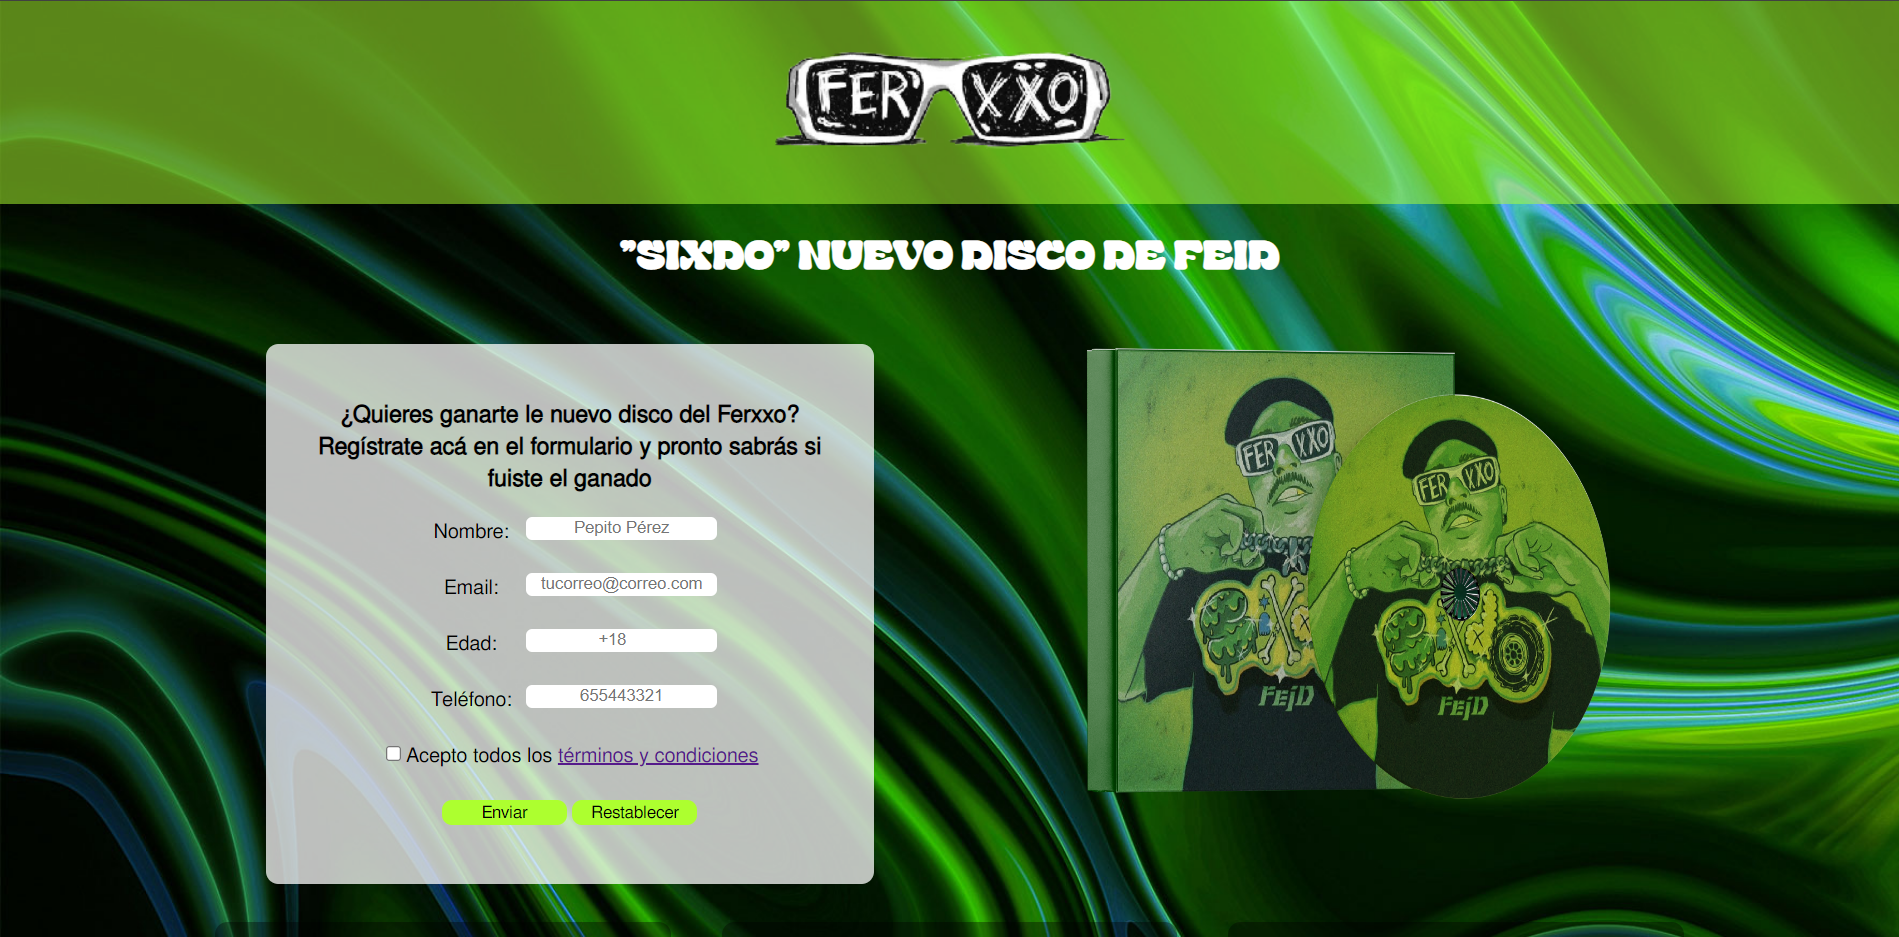 FER XXO
"SIXDO" NUEVO DISCO DE FEID
¿Quieres ganarte le nuevo disco del Ferxxo?
Regístrate acá en el formulario y pronto sabrás si
fuiste el ganado
Nombre: Pepito Pérez
Email: tucorreo@correo.com
Edad: +18
Teléfono: 655443321
Acepto todos los términos y condiciones
Enviar Restablecer
FER XXO
FEID
FER XXO
FEID